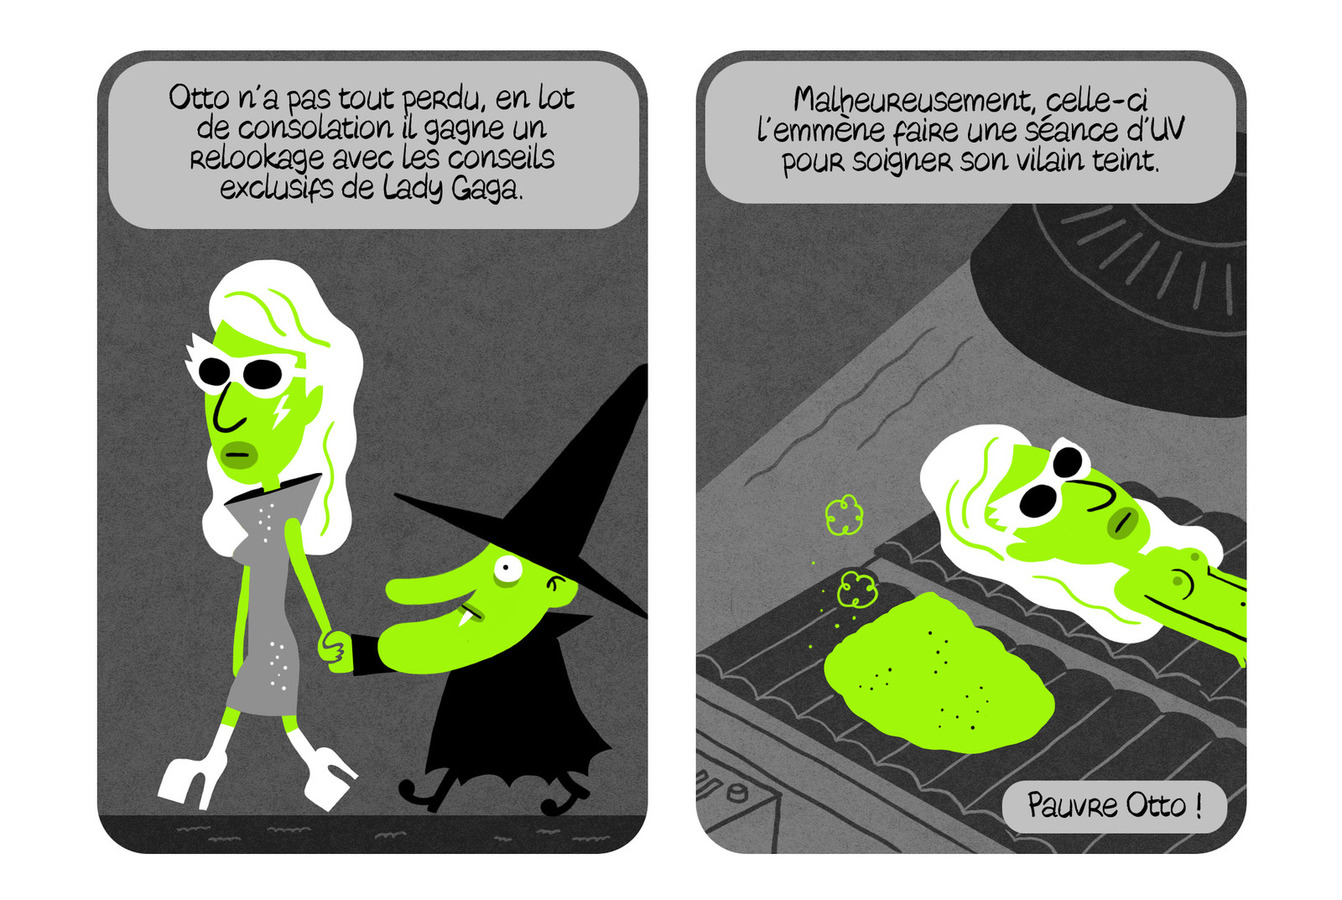 Otto n'a pas tout perdu, en lot
de consolation il gagne un
relookage avec les conseils
exclusifs de Lady Gaga.
Malheureusement, celle-ci
l'emmène faire une séance d'UV
pour soigner son vilain teint.
Pauvre Otto !